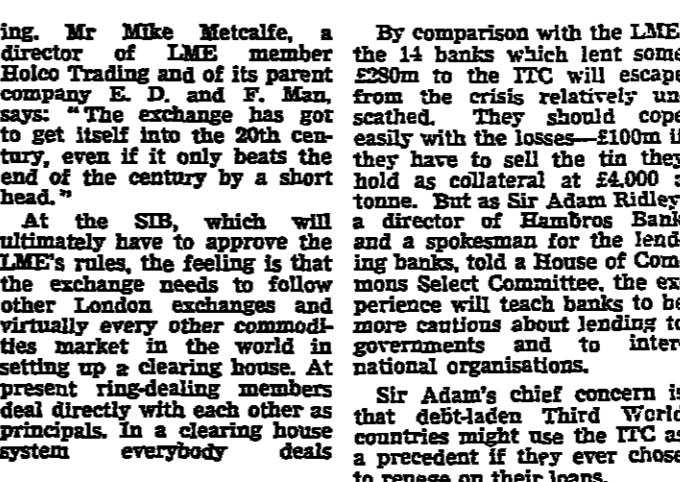 ing. Mr Mike Metcalfe, a
director of LME member
Holco Trading and of its parent
company E. D. and F. Man,
says: "The exchange has got
to get itself into the 20th cen-
tury, even if it only beats the
end of the century by a short
head."
At the SIB, which will
ultimately have to approve the
LME's rules, the feeling is that
the exchange needs to follow
other London exchanges and
virtually every other commodi-
ties market in the world in
setting up a clearing house. At
present ring-dealing members
deal directly with each other as
principals. In a clearing house
system everybody deals
By comparison with the LME
the 14 banks which lent some
£280m to the ITC will escape
from the crisis relatively un
scathed. They should cope
easily with the losses—£100m if
they have to sell the tin they
hold as collateral at £4.000 a
tonne. But as Sir Adam Ridley
a director of Hambros Bank
and a spokesman for the lend
ing banks, told a House of Com
mons Select Committee, the ex
perience will teach banks to be
more cautious about lending to
governments and to inter
national organisations.
Sir Adam's chief concern is
that debt-laden Third World
countries might use the ITC as
a precedent if they ever chose
to renege on their loans.